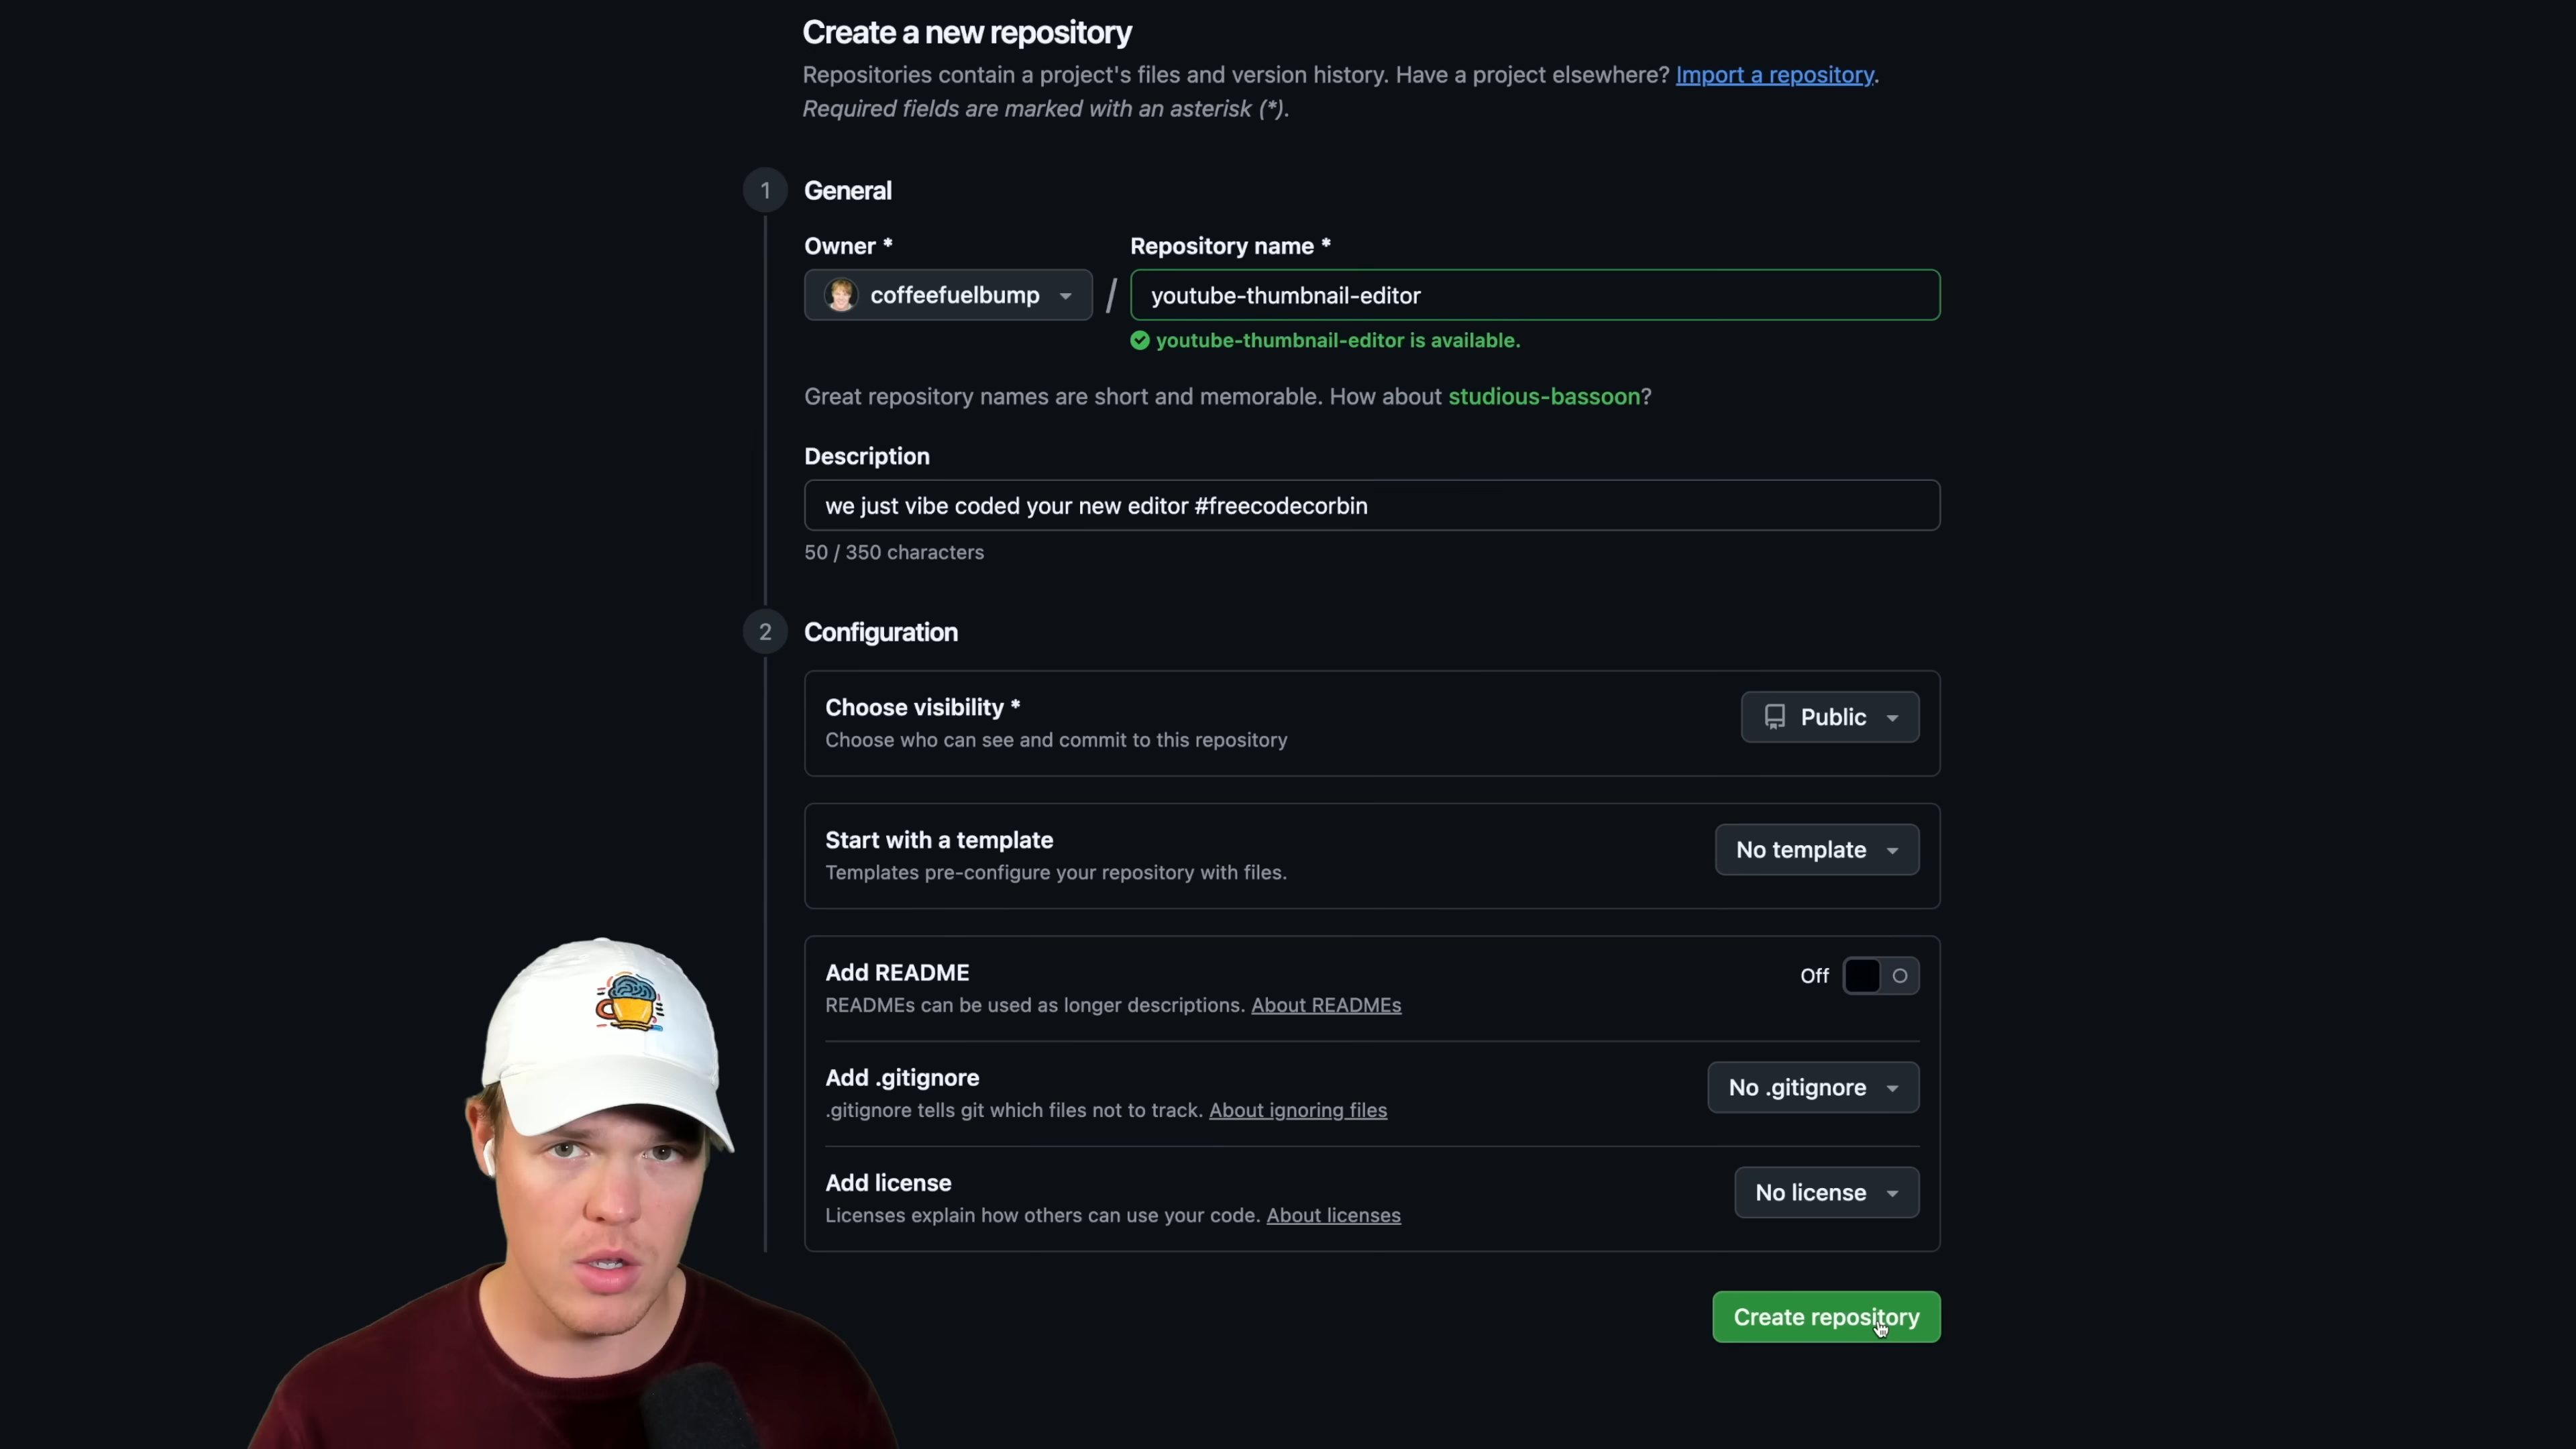 Create a new repository
Repositories contain a project's files and version history. Have a project elsewhere? Import a repository.
Required fields are marked with an asterisk (*).
1 General
Owner * Repository name *
coffeefuelbump / youtube-thumbnail-editor
youtube-thumbnail-editor is available.
Great repository names are short and memorable. How about studious-bassoon?
Description
we just vibe coded your new editor #freecodecorbin
50 / 350 characters
2 Configuration
Choose visibility * Public
Choose who can see and commit to this repository
Start with a template No template
Templates pre-configure your repository with files.
Add README Off
READMEs can be used as longer descriptions. About READMEs
Add .gitignore No .gitignore
.gitignore tells git which files not to track. About ignoring files
Add license No license
Licenses explain how others can use your code. About licenses
Create repository